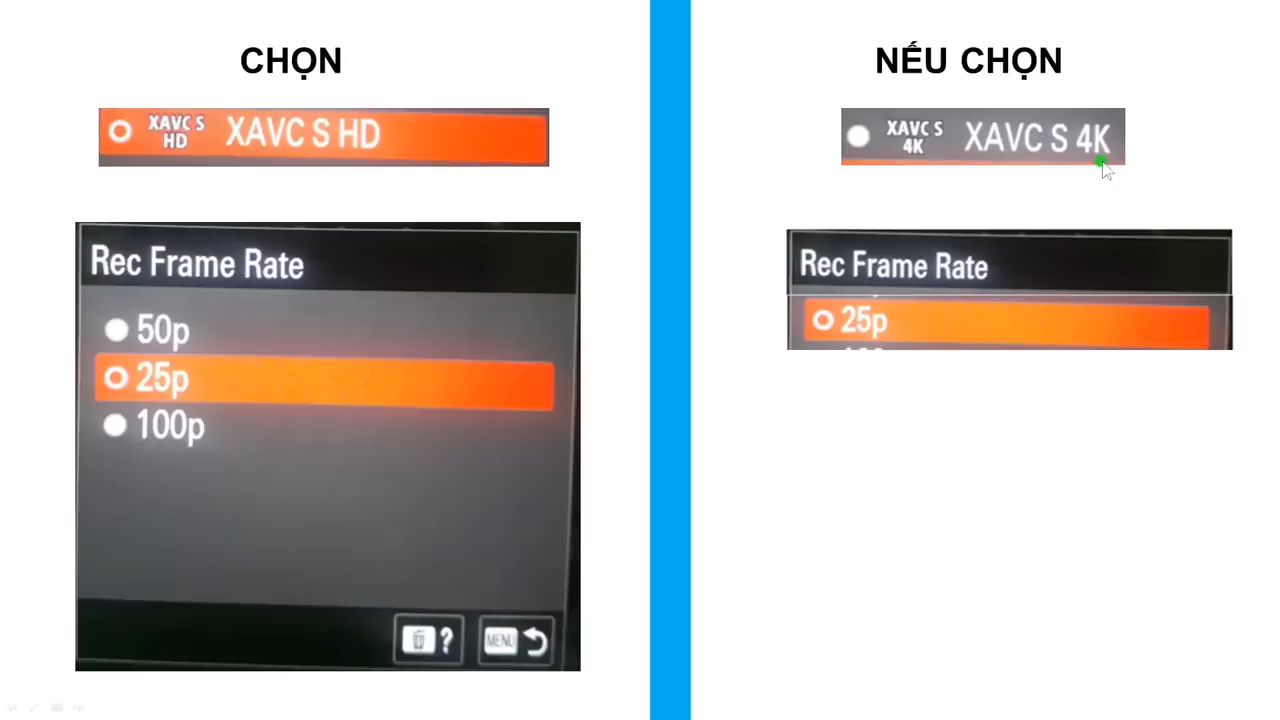 CHỌN
XAVC S HD XAVC S HD
Rec Frame Rate
50p
25p
100p
? MENU
NẾU CHỌN
XAVC S 4K XAVC S 4K
Rec Frame Rate
25p